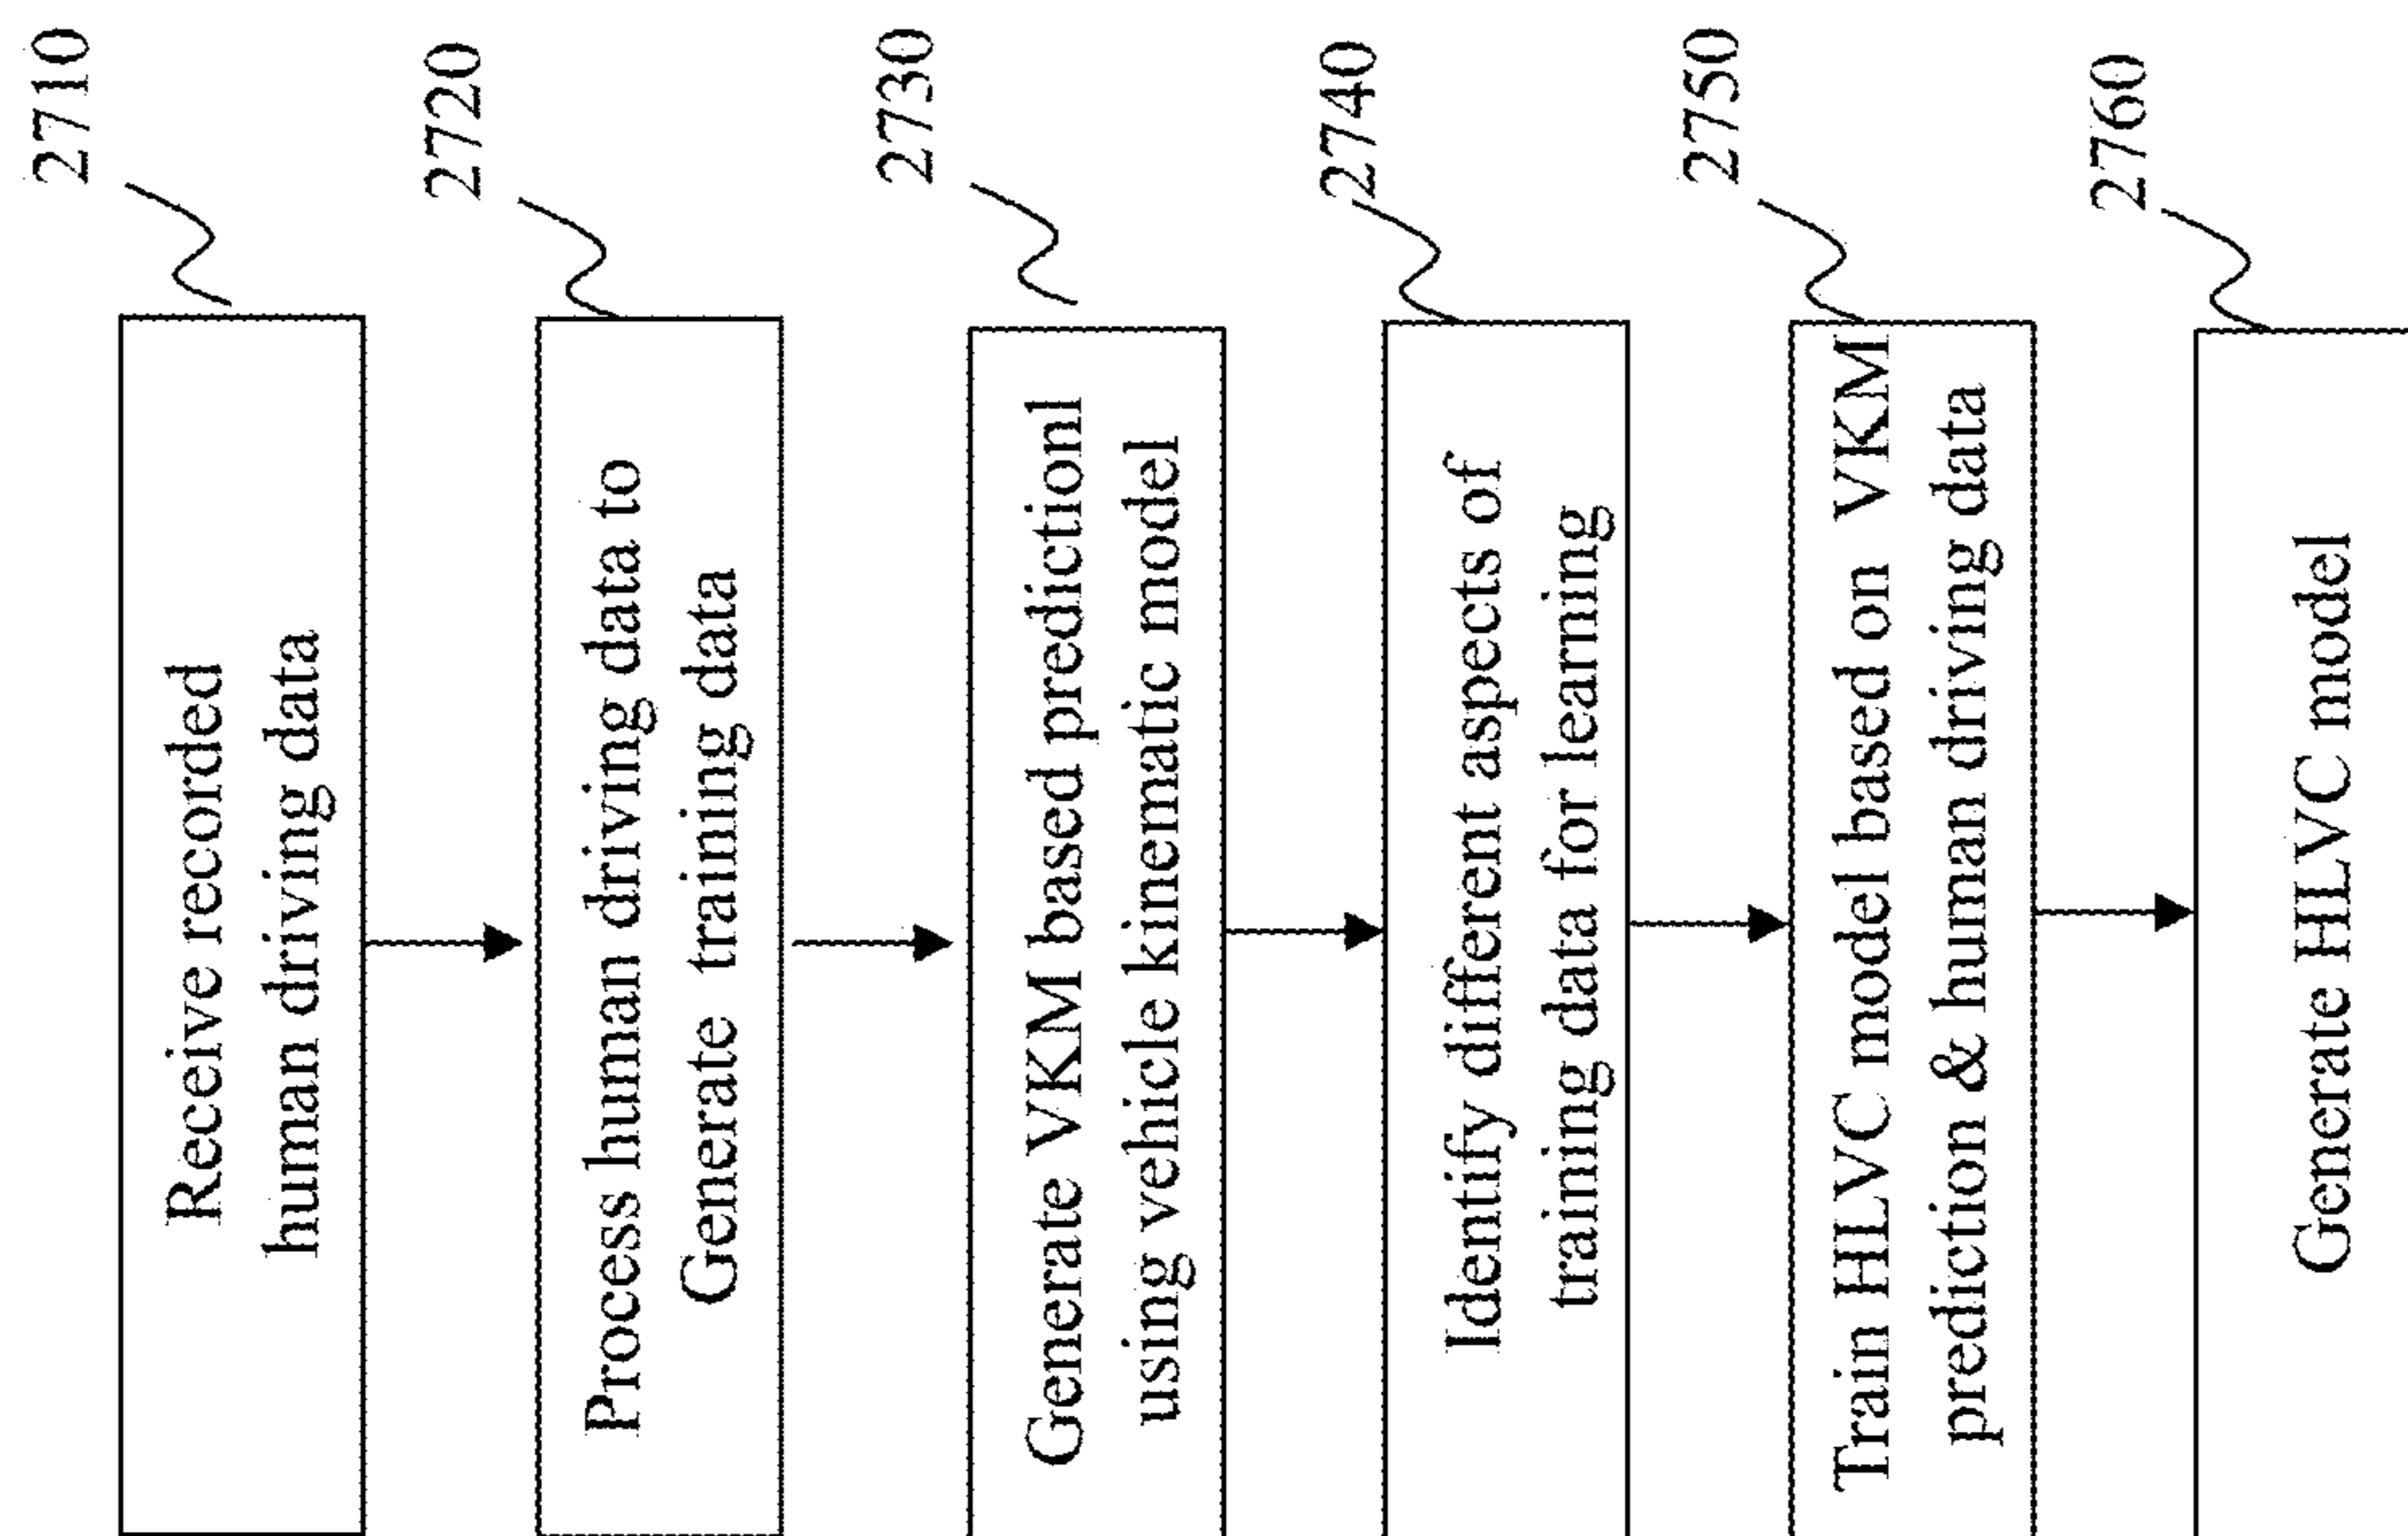 2710
Receive recorded
human driving data
2720
Process human driving data to
Generate training data
2730
Generate VKM based predictionl
using vehicle kinematic model
2740
Identify different aspects of
training data for learning
2750
Train HLVC model based on VKM
prediction & human driving data
2760
Generate HLVC model